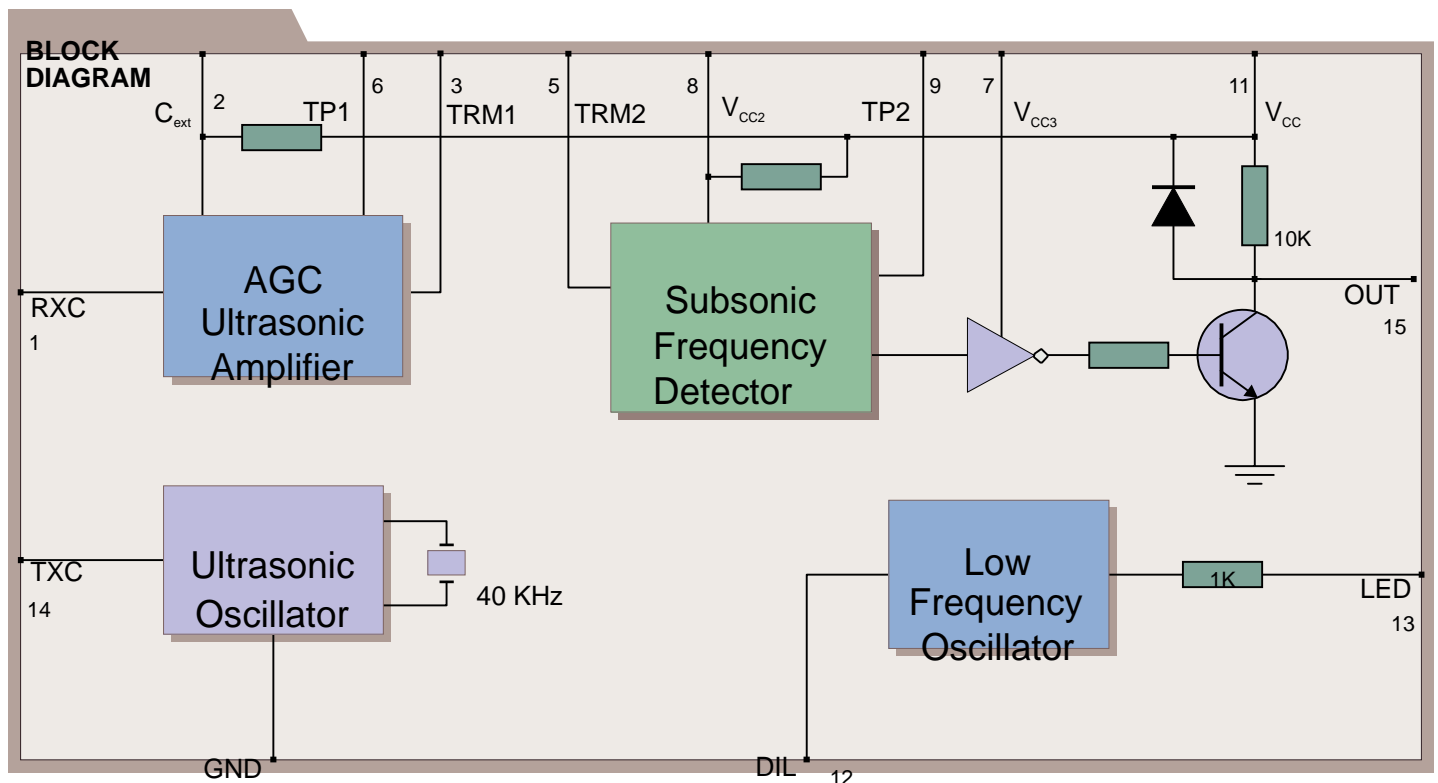 BLOCK
DIAGRAM
2
6
3
5
8
9
7
11
Cext
TP1
TRM1
TRM2
VCC2
TP2
VCC3
VCC
10K
AGC
Ultrasonic
Amplifier
RXC
1
Subsonic
Frequency
Detector
OUT
15
Ultrasonic
Oscillator
TXC
14
40 KHz
Low
Frequency
Oscillator
1K
LED
13
GND
DIL
12